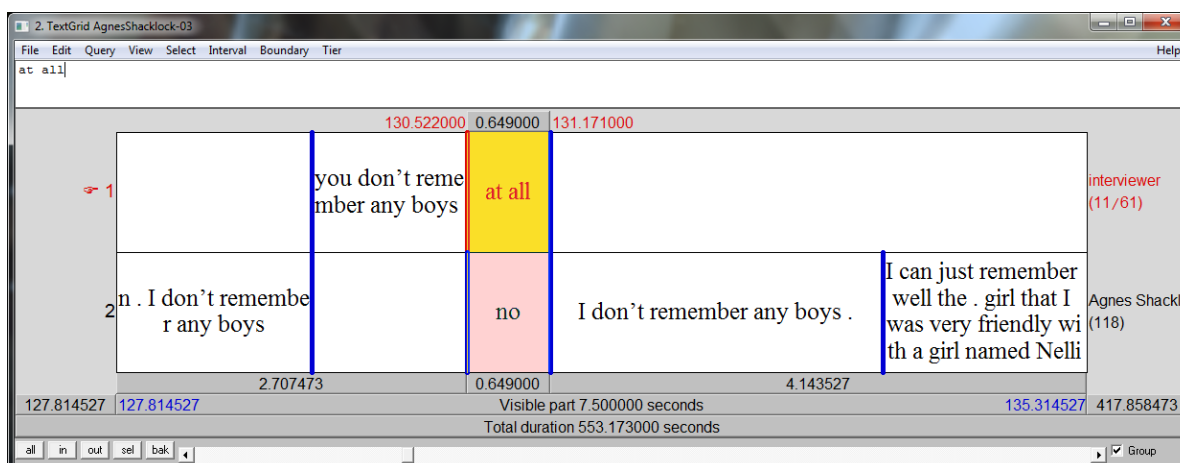 2. TextGrid AgnesShacklock-03
File Edit Query View Select Interval Boundary Tier Help
at all
130.522000 0.649000 131.171000
1
you don't reme
mber any boys
at all
interviewer
(11/61)
2
n . I don't remembe
r any boys
no
I don't remember any boys .
I can just remember
well the . girl that I
was very friendly wi
th a girl named Nelli
Agnes Shackl
(118)
2.707473 0.649000 4.143527
127.814527 127.814527 Visible part 7.500000 seconds 135.314527 417.858473
Total duration 553.173000 seconds
all in out sel bak Group